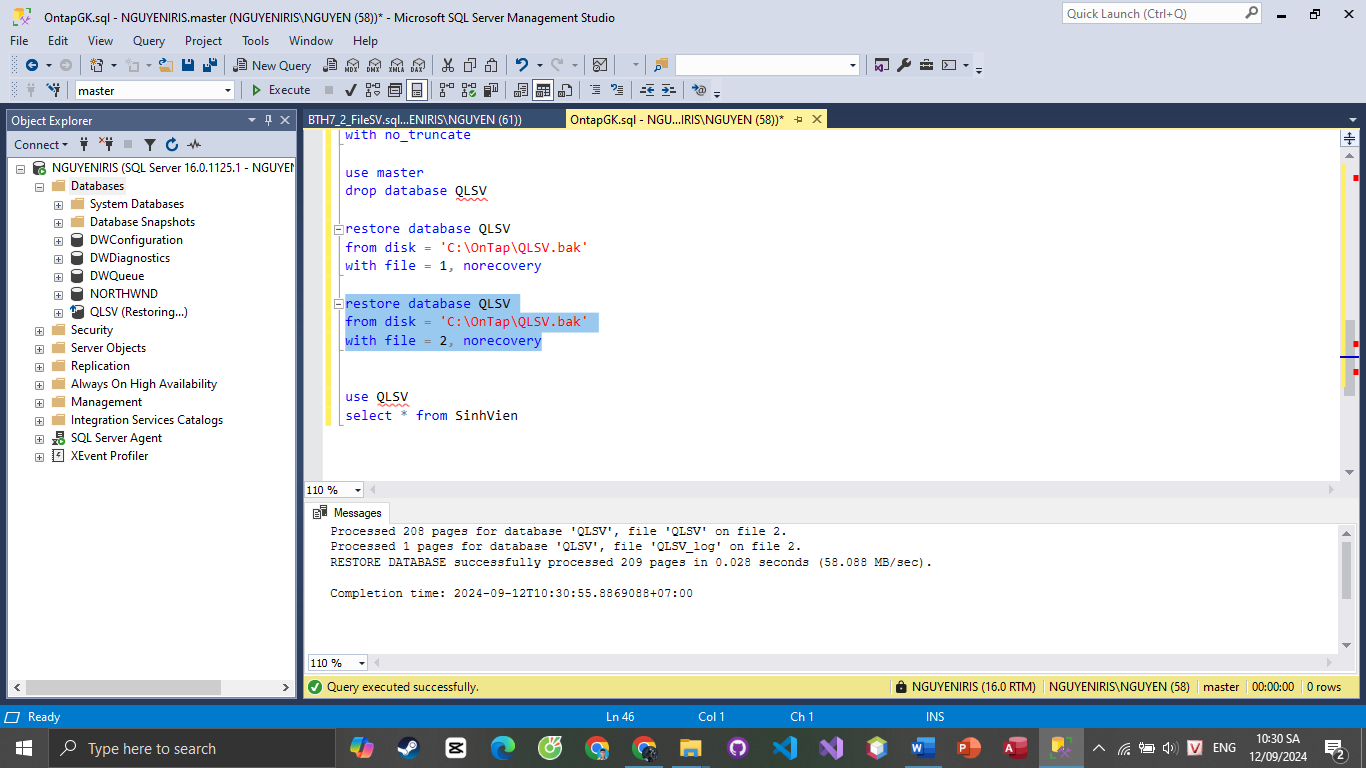 OntapGK.sql - NGUYENIRIS.master (NGUYENIRIS\NGUYEN (58))* - Microsoft SQL Server Management Studio
Quick Launch (Ctrl+Q)
File Edit View Query Project Tools Window Help
New Query
MDX DMX XMLA DAX
master
Execute
Object Explorer
BTH7_2_FileSV.sql...ENIRIS\NGUYEN (61))
OntapGK.sql - NGU...IRIS\NGUYEN (58))*
Connect
NGUYENIRIS (SQL Server 16.0.1125.1 - NGUYEN
Databases
System Databases
Database Snapshots
DWConfiguration
DWDiagnostics
DWQueue
NORTHWND
QLSV (Restoring...)
Security
Server Objects
Replication
Always On High Availability
Management
Integration Services Catalogs
SQL Server Agent
XEvent Profiler
with no_truncate
use master
drop database QLSV
restore database QLSV
from disk = 'C:\OnTap\QLSV.bak'
with file = 1, norecovery
restore database QLSV
from disk = 'C:\OnTap\QLSV.bak'
with file = 2, norecovery
use QLSV
select * from SinhVien
110 %
Messages
Processed 208 pages for database 'QLSV', file 'QLSV' on file 2.
Processed 1 pages for database 'QLSV', file 'QLSV_log' on file 2.
RESTORE DATABASE successfully processed 209 pages in 0.028 seconds (58.088 MB/sec).
Completion time: 2024-09-12T10:30:55.8869088+07:00
110 %
Query executed successfully.
NGUYENIRIS (16.0 RTM) NGUYENIRIS\NGUYEN (58) master 00:00:00 0 rows
Ready
Ln 46 Col 1 Ch 1 INS
Type here to search
ENG
10:30 SA
12/09/2024
2